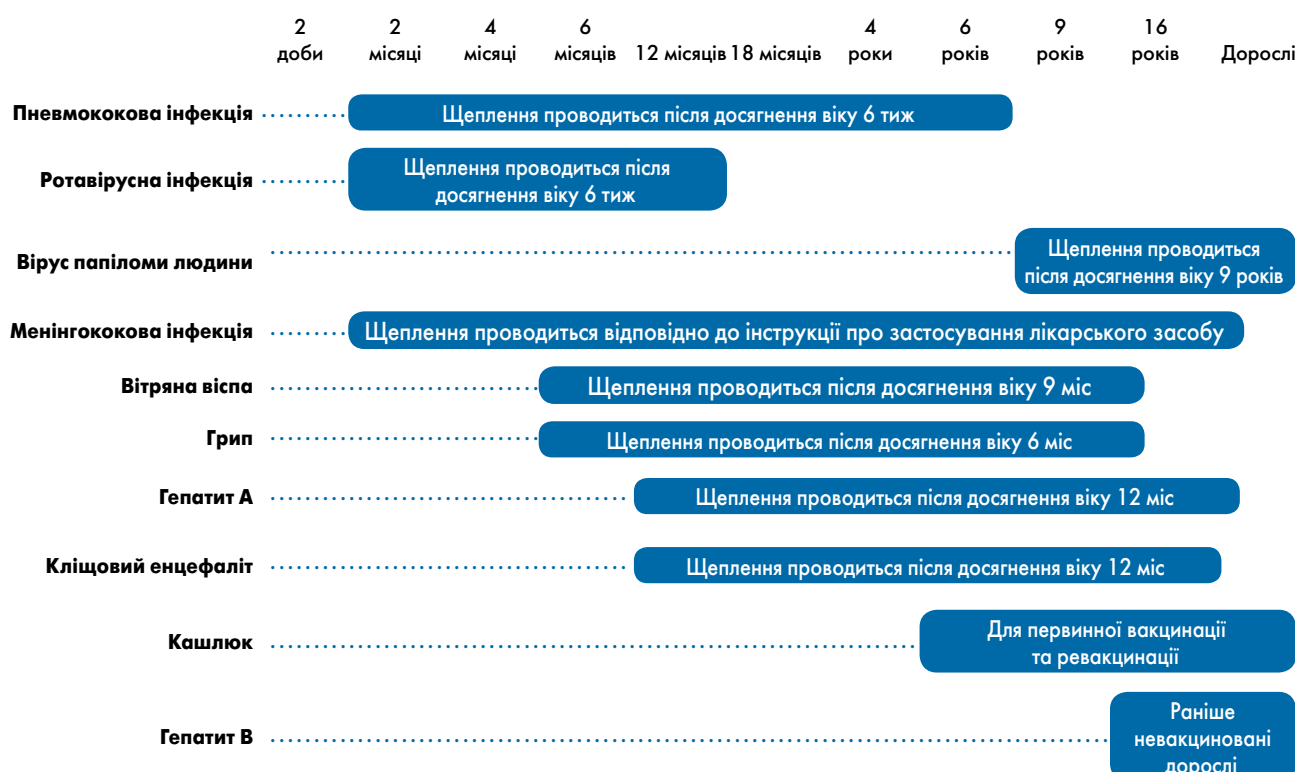 2 доби
2 місяці
4 місяці
6 місяців
12 місяців
18 місяців
4 роки
6 років
9 років
16 років
Дорослі
Пневмококова інфекція
Щеплення проводиться після досягнення віку 6 тиж
Ротавірусна інфекція
Щеплення проводиться після
досягнення віку 6 тиж
Вірус папіломи людини
Щеплення проводиться
після досягнення віку 9 років
Менінгококова інфекція
Щеплення проводиться відповідно до інструкції про застосування лікарського засобу
Вітряна віспа
Щеплення проводиться після досягнення віку 9 міс
Грип
Щеплення проводиться після досягнення віку 6 міс
Гепатит А
Щеплення проводиться після досягнення віку 12 міс
Кліщовий енцефаліт
Щеплення проводиться після досягнення віку 12 міс
Кашлюк
Для первинної вакцинації
та ревакцинації
Гепатит В
Раніше
невакциновані
дорослі